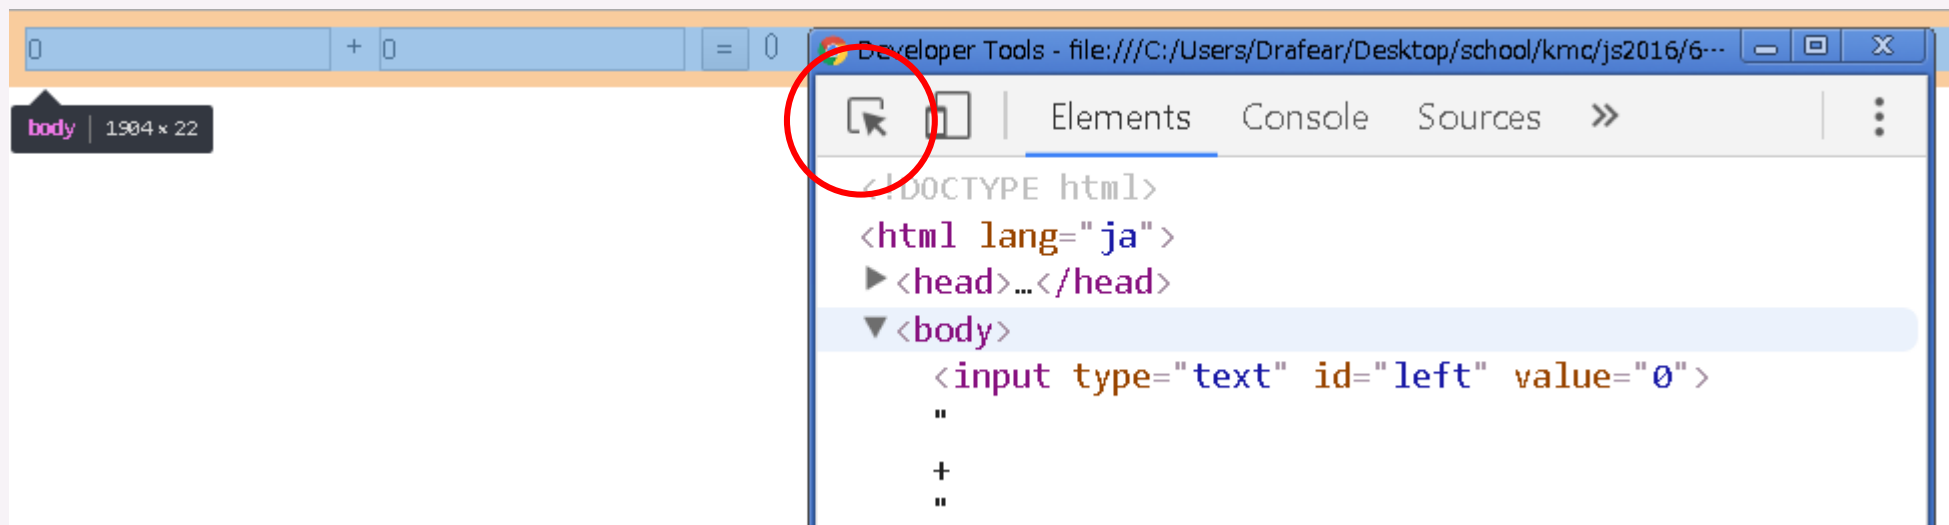 0 + 0 = 0
body 1904 × 22
Developer Tools - file:///C:/Users/Drafear/Desktop/school/kmc/js2016/6…
Elements Console Sources »
<!DOCTYPE html>
<html lang="ja">
▶<head>…</head>
▼<body>
<input type="text" id="left" value="0">
"
+
"